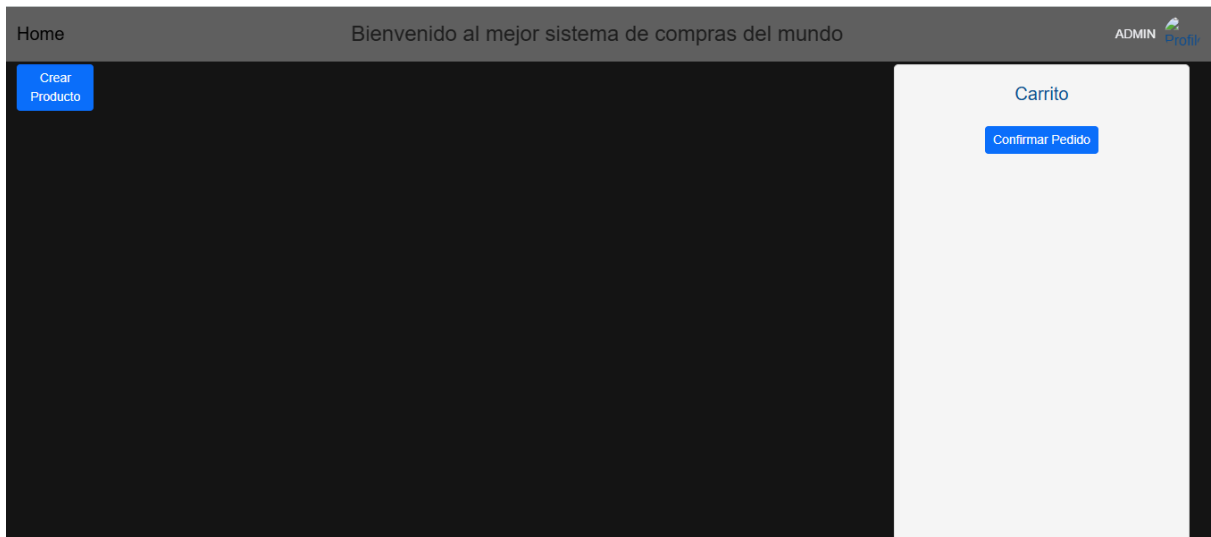 Home
Bienvenido al mejor sistema de compras del mundo
ADMIN
Crear
Producto
Carrito
Confirmar Pedido